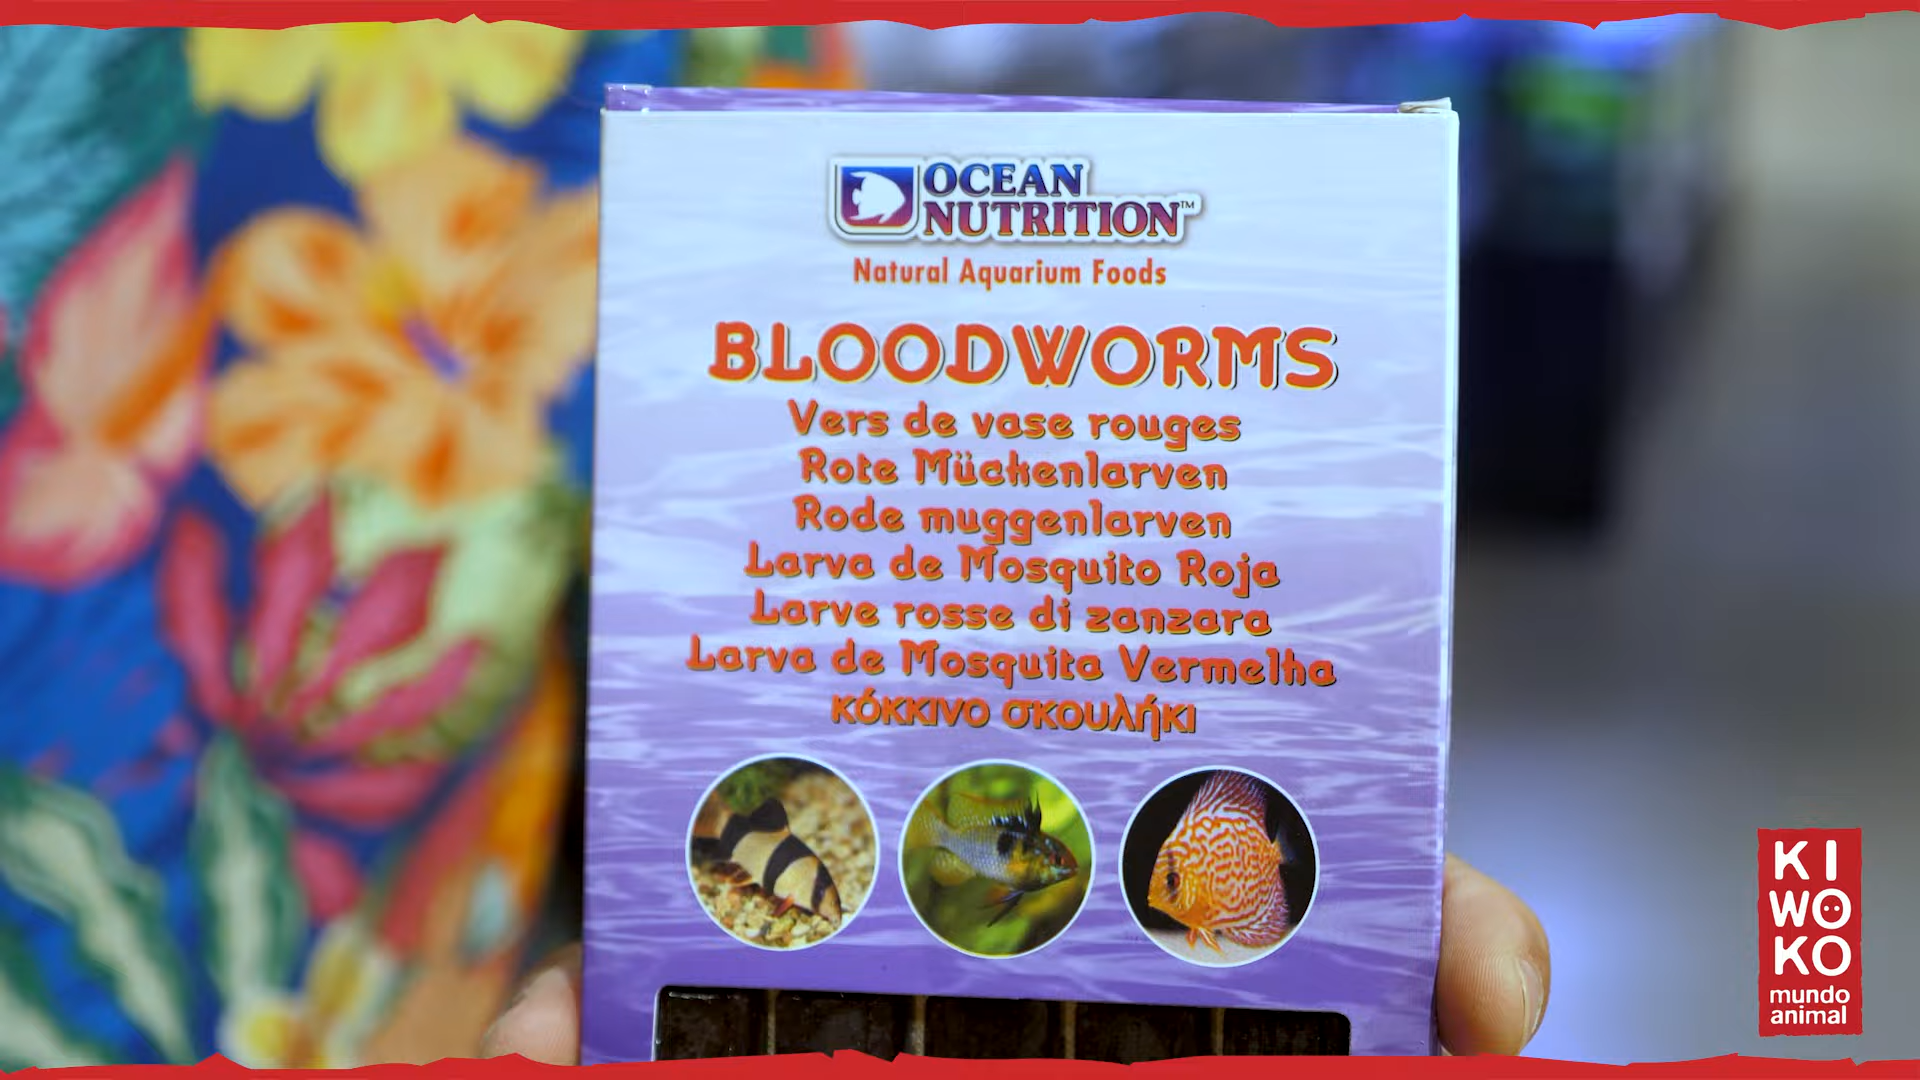 OCEAN
NUTRITION™
Natural Aquarium Foods
BLOODWORMS
Vers de vase rouges
Rote Mückenlarven
Rode muggenlarven
Larva de Mosquito Roja
Larve rosse di zanzara
Larva de Mosquita Vermelha
κόκκινο σκουλήκι
KI
WO
KO
mundo
animal